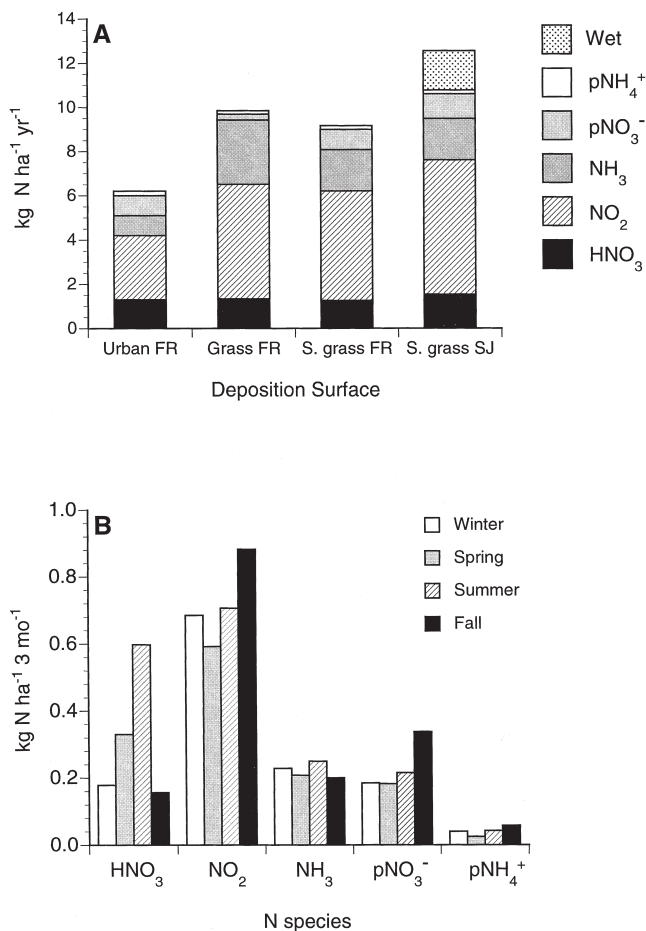 A
14
12
10
8
6
4
2
0
kg N ha⁻¹ yr⁻¹
Urban FR
Grass FR
S. grass FR
S. grass SJ
Deposition Surface
Wet
pNH₄⁺
pNO₃⁻
NH₃
NO₂
HNO₃
B
1.0
0.8
0.6
0.4
0.2
0.0
kg N ha⁻¹ 3 mo⁻¹
Winter
Spring
Summer
Fall
HNO₃
NO₂
NH₃
pNO₃⁻
pNH₄⁺
N species